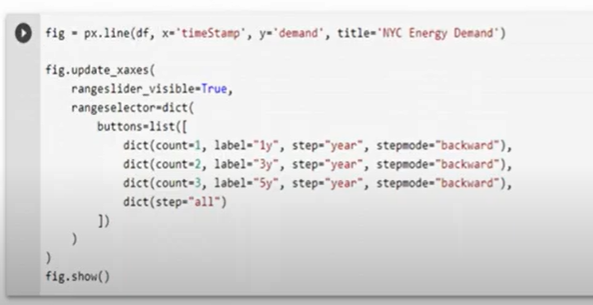 fig = px.line(df, x='timeStamp', y='demand', title='NYC Energy Demand')
fig.update_xaxes(
rangeslider_visible=True,
rangeselector=dict(
buttons=list([
dict(count=1, label="1y", step="year", stepmode="backward"),
dict(count=2, label="3y", step="year", stepmode="backward"),
dict(count=3, label="5y", step="year", stepmode="backward"),
dict(step="all")
])
)
)
fig.show()